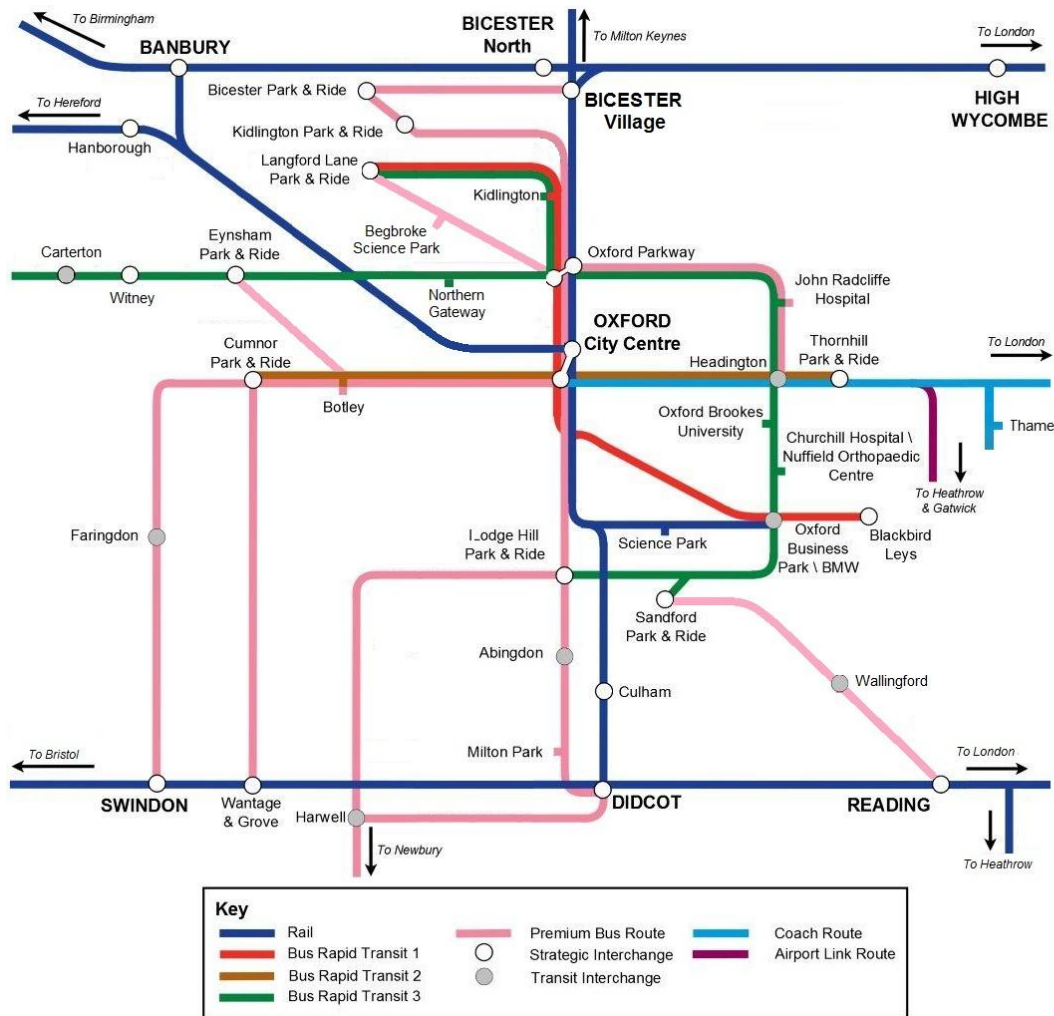 To Birmingham
BANBURY
BICESTER
North
To Milton Keynes
To London
To Hereford
Hanborough
Bicester Park & Ride
Kidlington Park & Ride
BICESTER
Village
HIGH
WYCOMBE
Langford Lane
Park & Ride
Kidlington
Begbroke
Science Park
Carterton
Eynsham
Park & Ride
Witney
Northern
Gateway
Oxford Parkway
John Radcliffe
Hospital
OXFORD
City Centre
Cumnor
Park & Ride
Botley
Headington
Thornhill
Park & Ride
To London
Oxford Brookes
University
Churchill Hospital \
Nuffield Orthopaedic
Centre
Thame
To Heathrow
& Gatwick
Faringdon
Lodge Hill
Park & Ride
Science Park
Oxford
Business
Park \ BMW
Blackbird
Leys
Sandford
Park & Ride
Abingdon
Culham
Wallingford
Milton Park
To Bristol
To London
SWINDON
Wantage
& Grove
Harwell
DIDCOT
READING
To Newbury
To Heathrow
Key
Rail
Bus Rapid Transit 1
Bus Rapid Transit 2
Bus Rapid Transit 3
Premium Bus Route
Strategic Interchange
Transit Interchange
Coach Route
Airport Link Route